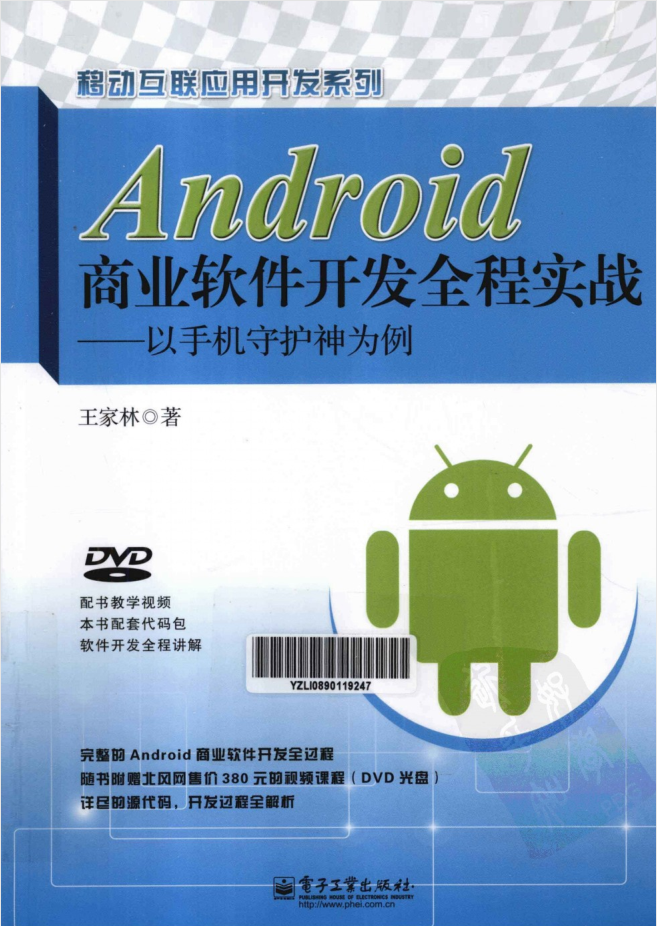 移动互联应用开发系列
Android
商业软件开发全程实战
——以手机守护神为例
王家林◎著
DVD
配书教学视频
本书配套代码包
软件开发全程讲解
YZLI0890119247
完整的Android商业软件开发全过程
随书附赠北风网售价380元的视频课程(DVD光盘)
详尽的源代码,开发过程全解析
電子工業出版社
PUBLISHING HOUSE OF ELECTRONICS INDUSTRY
http://www.phei.com.cn